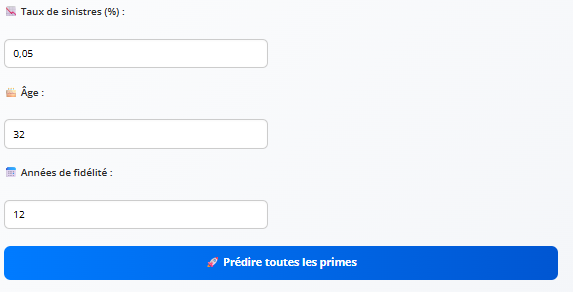 Taux de sinistres (%) :
0,05
Âge :
32
Années de fidélité :
12
Prédire toutes les primes